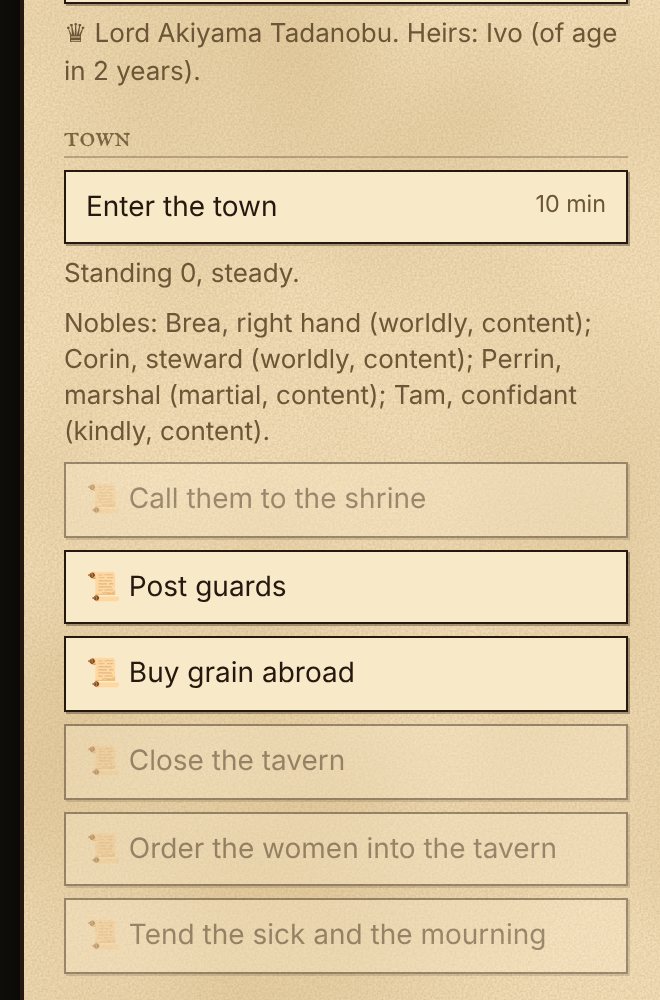 ♛ Lord Akiyama Tadanobu. Heirs: Ivo (of age
in 2 years).
TOWN
Enter the town 10 min
Standing 0, steady.
Nobles: Brea, right hand (worldly, content);
Corin, steward (worldly, content); Perrin,
marshal (martial, content); Tam, confidant
(kindly, content).
📜 Call them to the shrine
📜 Post guards
📜 Buy grain abroad
📜 Close the tavern
📜 Order the women into the tavern
📜 Tend the sick and the mourning